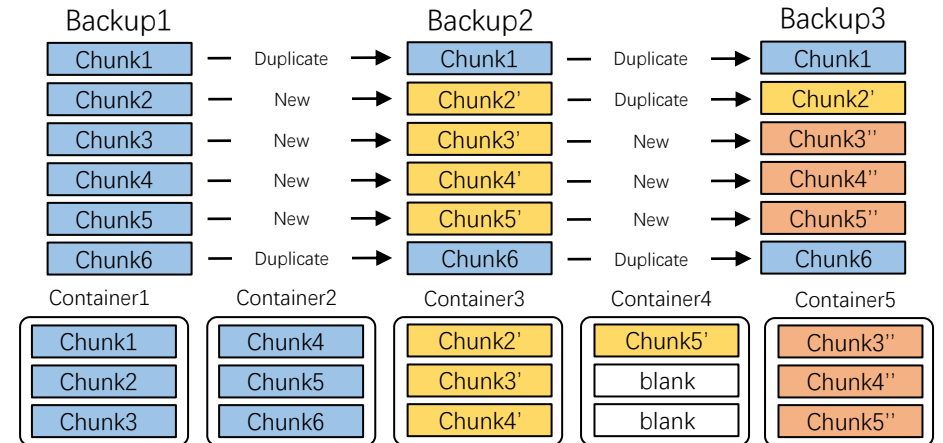 Backup1 Backup2 Backup3
Chunk1 Duplicate Chunk1 Duplicate Chunk1
Chunk2 New Chunk2' Duplicate Chunk2'
Chunk3 New Chunk3' New Chunk3''
Chunk4 New Chunk4' New Chunk4''
Chunk5 New Chunk5' New Chunk5''
Chunk6 Duplicate Chunk6 Duplicate Chunk6
Container1 Container2 Container3 Container4 Container5
Chunk1 Chunk4 Chunk2' Chunk5' Chunk3''
Chunk2 Chunk5 Chunk3' blank Chunk4''
Chunk3 Chunk6 Chunk4' blank Chunk5''